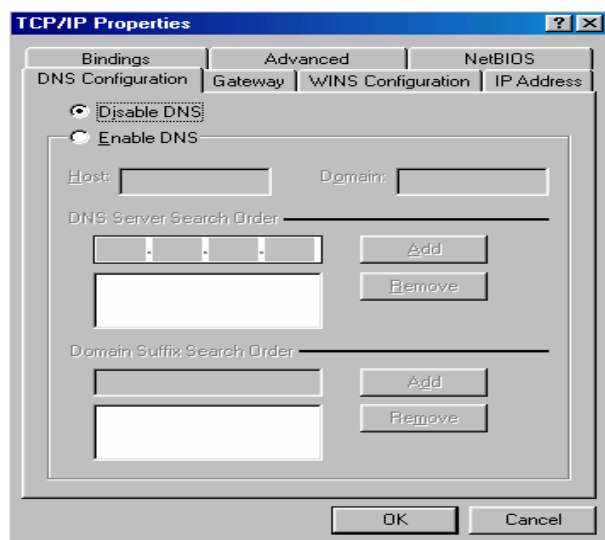 TCP/IP Properties
Bindings Advanced NetBIOS
DNS Configuration Gateway WINS Configuration IP Address
Disable DNS
Enable DNS
Host: Domain:
DNS Server Search Order
Add
Remove
Domain Suffix Search Order
Add
Remove
OK Cancel